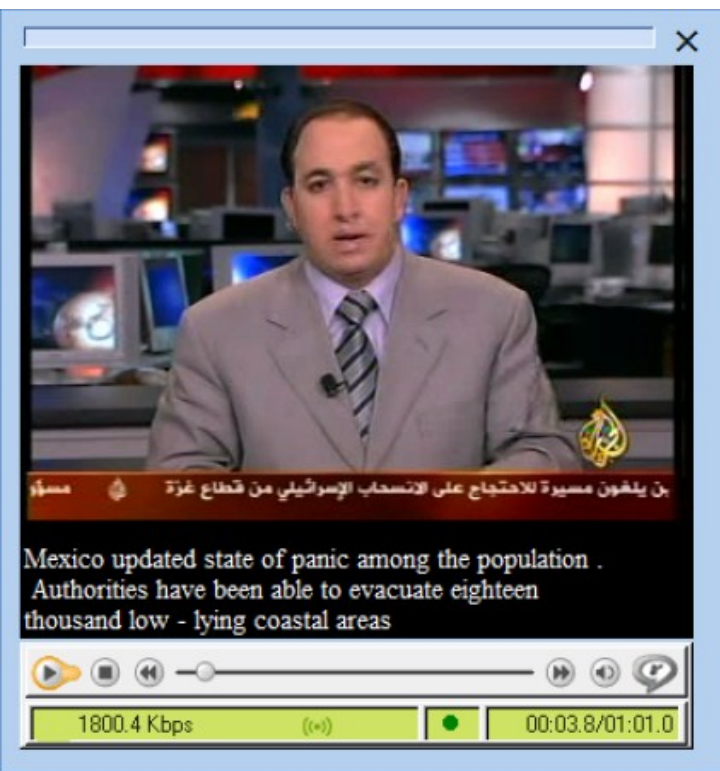 ين يلغون مسيرة للاحتجاج على الانسحاب الإسرائيلي من قطاع غزة
Mexico updated state of panic among the population .
Authorities have been able to evacuate eighteen
thousand low - lying coastal areas
1800.4 Kbps
00:03.8/01:01.0